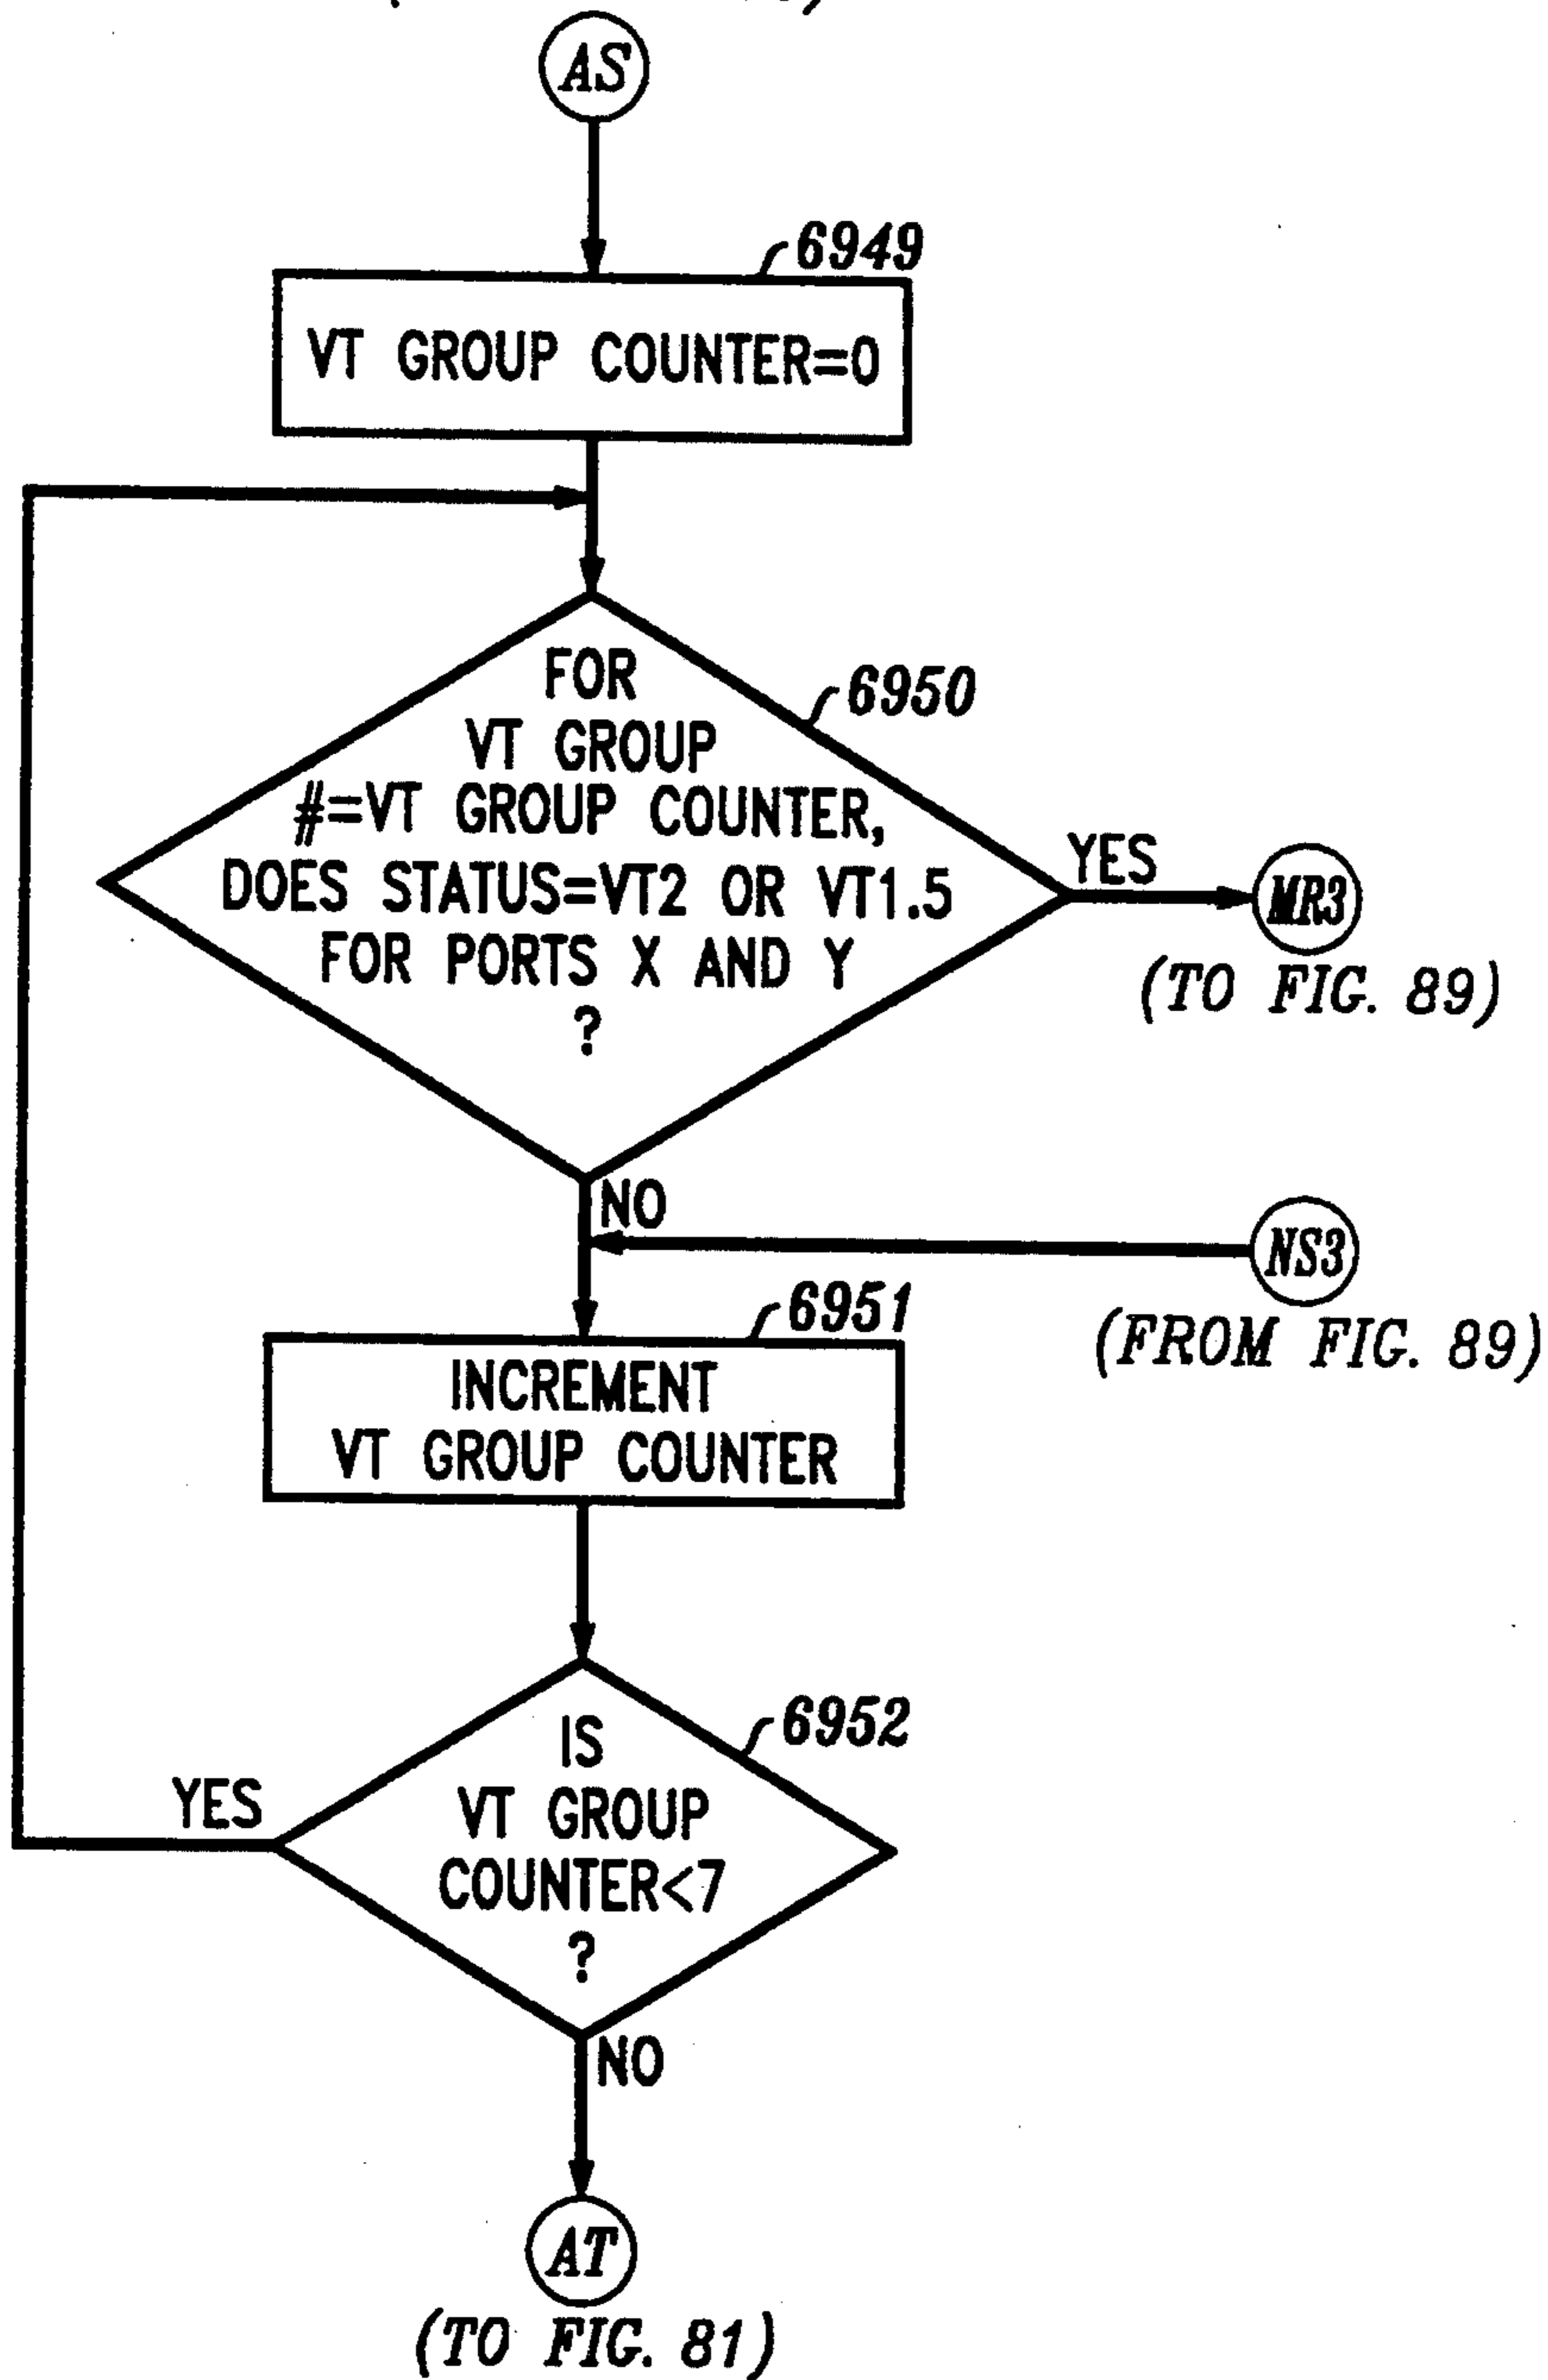 AS
6949
VT GROUP COUNTER=0
FOR
VT GROUP
#=VT GROUP COUNTER,
DOES STATUS=VT2 OR VT1.5
FOR PORTS X AND Y
?
6950
YES
MR3
(TO FIG. 89)
NO
NS3
(FROM FIG. 89)
6951
INCREMENT
VT GROUP COUNTER
6952
IS
VT GROUP
COUNTER<7
?
YES
NO
AT
(TO FIG. 81)